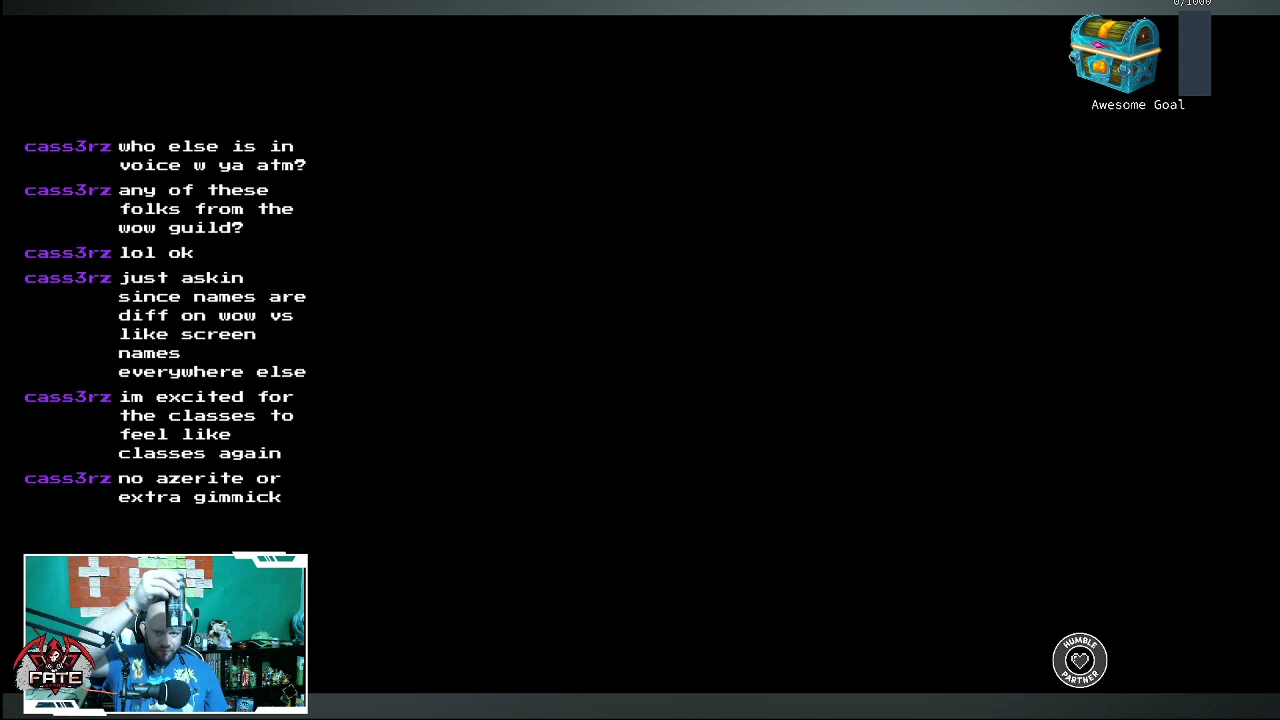 0/1000
Awesome Goal
cass3rz who else is in
voice w ya atm?
cass3rz any of these
folks from the
wow guild?
cass3rz lol ok
cass3rz just askin
since names are
diff on wow vs
like screen
names
everywhere else
cass3rz im excited for
the classes to
feel like
classes again
cass3rz no azerite or
extra gimmick
FATE
HUMBLE
PARTNER